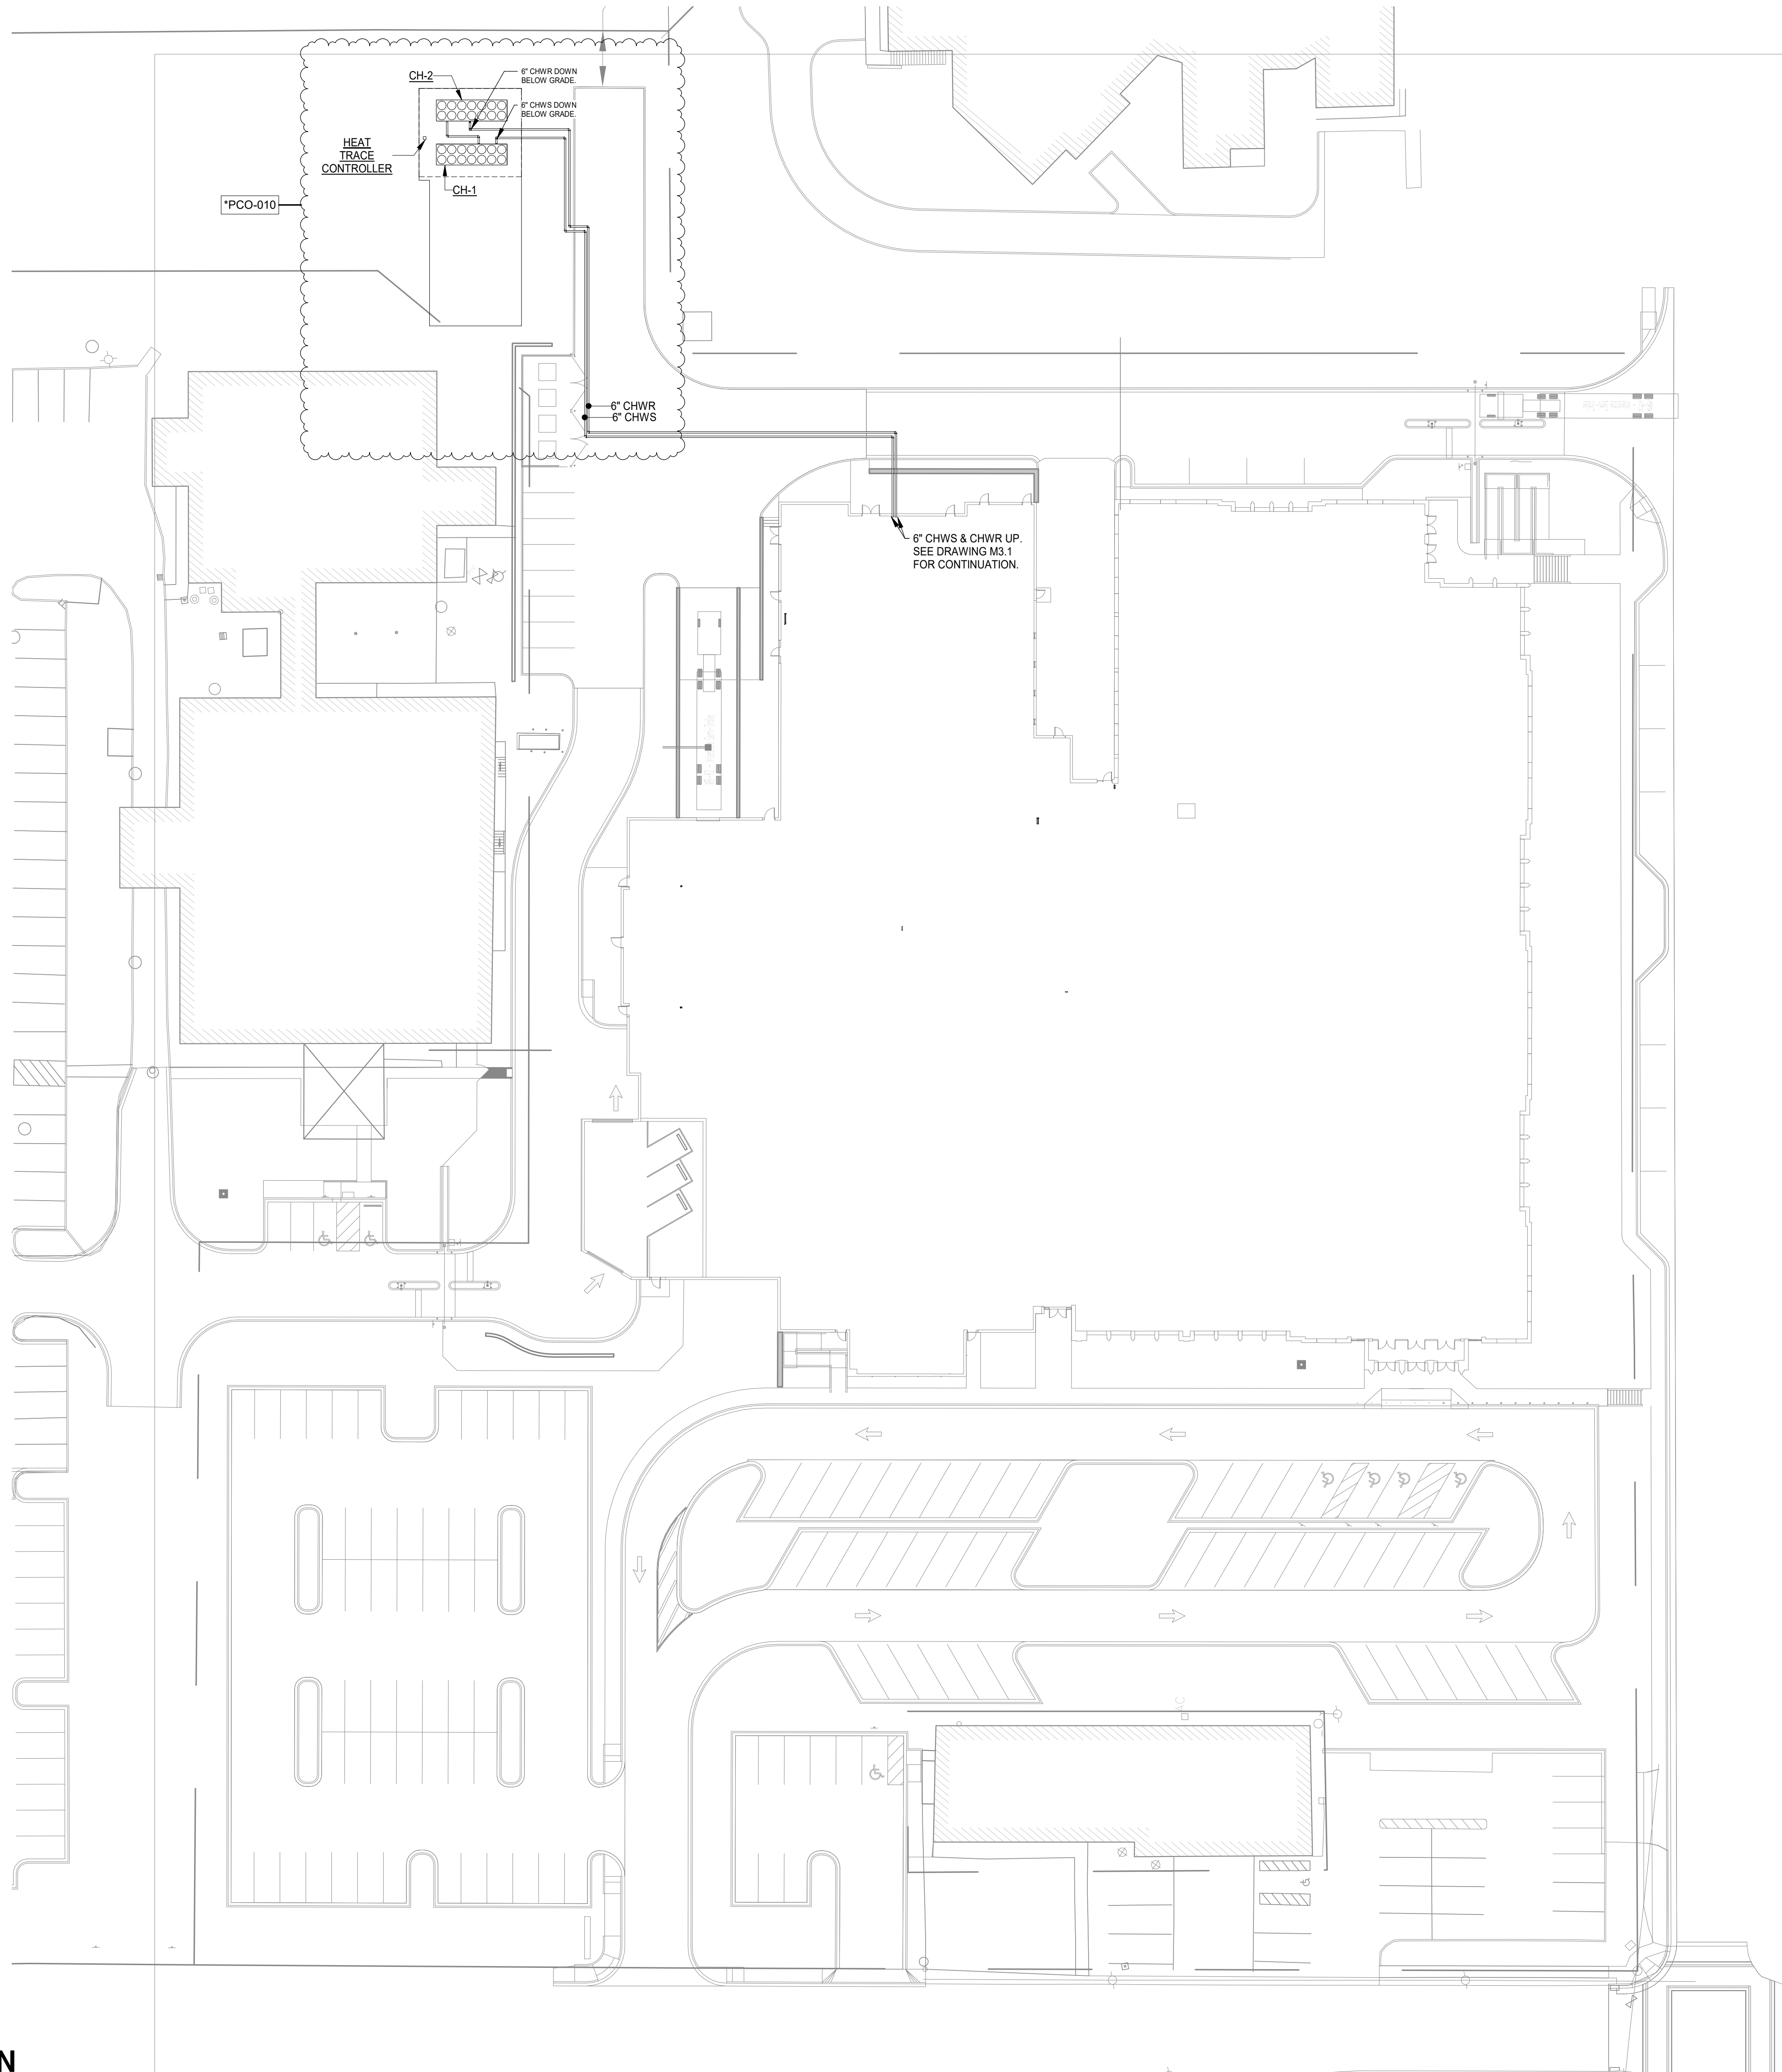 CH-2
6" CHWR DOWN
BELOW GRADE.
6" CHWS DOWN
BELOW GRADE.
HEAT
TRACE
CONTROLLER
CH-1
*PCO-010
6" CHWR
6" CHWS
6" CHWS & CHWR UP.
SEE DRAWING M3.1
FOR CONTINUATION.
N